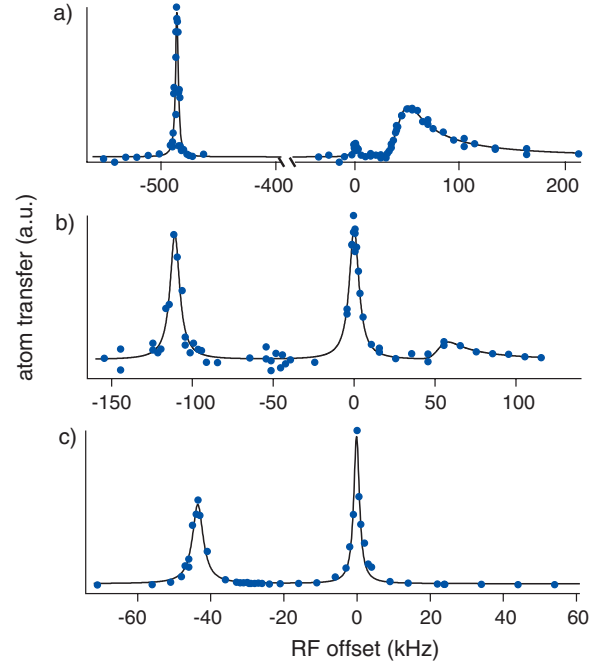 a)
-500 -400 0 100 200
b)
atom transfer (a.u.)
-150 -100 -50 0 50 100
c)
-60 -40 -20 0 20 40 60
RF offset (kHz)